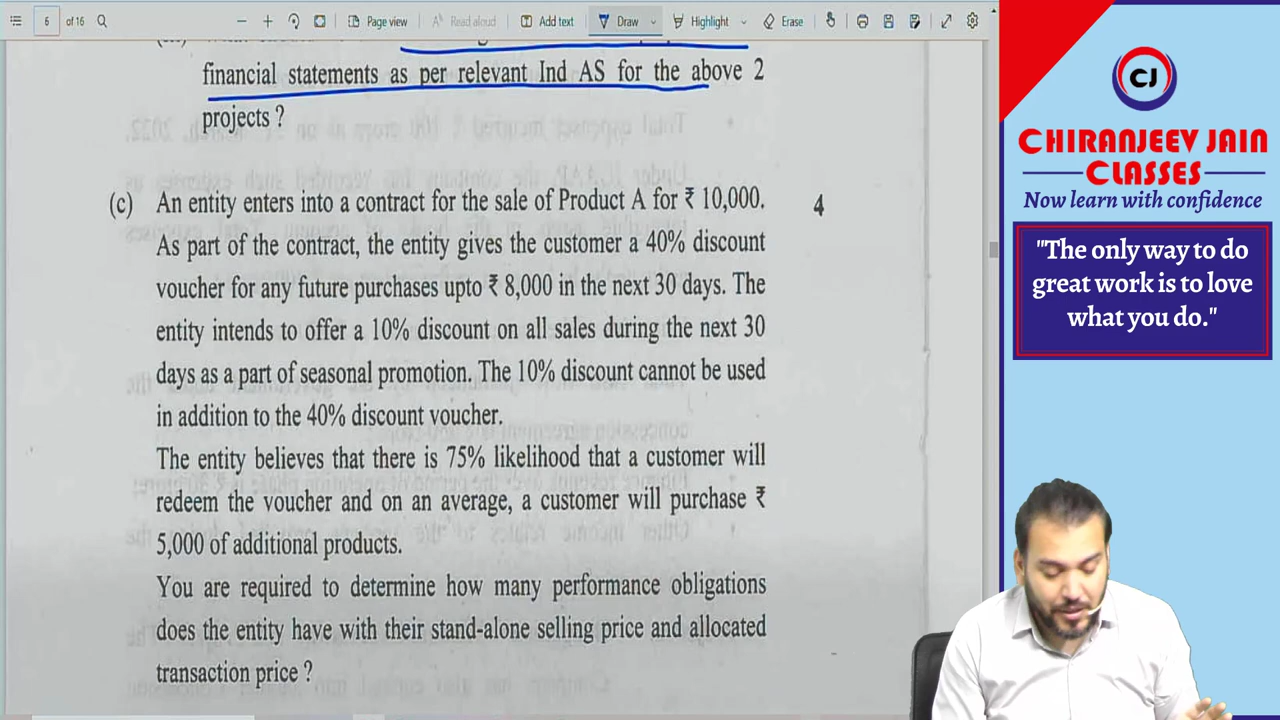 6 of 16 Page view Read aloud Add text Draw Highlight Erase
financial statements as per relevant Ind AS for the above 2
projects ?
(c) An entity enters into a contract for the sale of Product A for ₹ 10,000. 4
As part of the contract, the entity gives the customer a 40% discount
voucher for any future purchases upto ₹ 8,000 in the next 30 days. The
entity intends to offer a 10% discount on all sales during the next 30
days as a part of seasonal promotion. The 10% discount cannot be used
in addition to the 40% discount voucher.
The entity believes that there is 75% likelihood that a customer will
redeem the voucher and on an average, a customer will purchase ₹
5,000 of additional products.
You are required to determine how many performance obligations
does the entity have with their stand-alone selling price and allocated
transaction price ?
CJ
CHIRANJEEV JAIN
CLASSES
Now learn with confidence
"The only way to do
great work is to love
what you do."